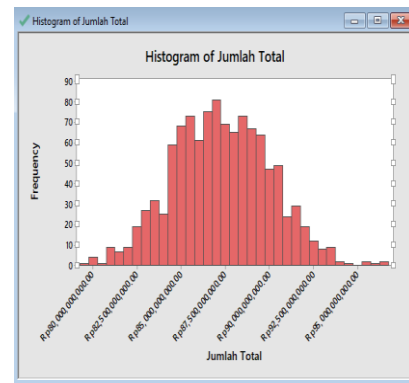 Histogram of Jumlah Total
Histogram of Jumlah Total
90
80
70
60
50
40
30
20
10
0
Frequency
Rp80,000,000,000.00
Rp82,500,000,000.00
Rp85,000,000,000.00
Rp87,500,000,000.00
Rp90,000,000,000.00
Rp92,500,000,000.00
Rp95,000,000,000.00
Jumlah Total